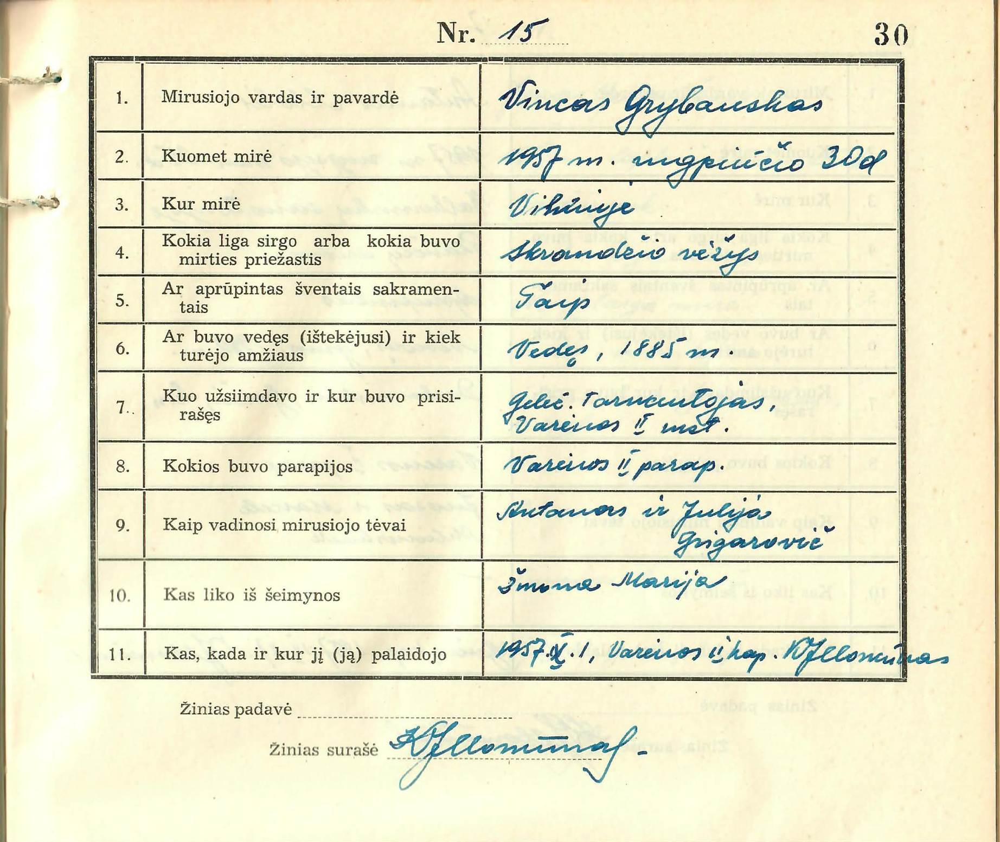 Nr. 15
30
1. Mirusiojo vardas ir pavardė Vincas Grybauskas
2. Kuomet mirė 1957 m. rugpiūčio 30 d
3. Kur mirė Vilniuje
4. Kokia liga sirgo arba kokia buvo
mirties priežastis Skrandžio vėžys
5. Ar aprūpintas šventais sakramen-
tais Taip
6. Ar buvo vedęs (ištekėjusi) ir kiek
turėjo amžiaus Vedęs, 1885 m.
7. Kuo užsiimdavo ir kur buvo prisi-
rašęs Gelež. tarnautojas,
Varėnos II mst.
8. Kokios buvo parapijos Varėnos II parap.
9. Kaip vadinosi mirusiojo tėvai Antanas ir Julija
Grigarovič
10. Kas liko iš šeimynos Žmona Marija
11. Kas, kada ir kur jį (ją) palaidojo 1957.IX.1, Varėnos II kap.
Žinias padavė
Žinias surašė